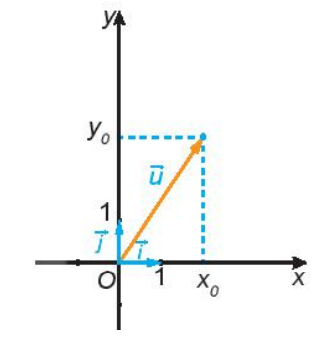 y
y₀
u⃗
1
j⃗
i⃗
O
1
x₀
x